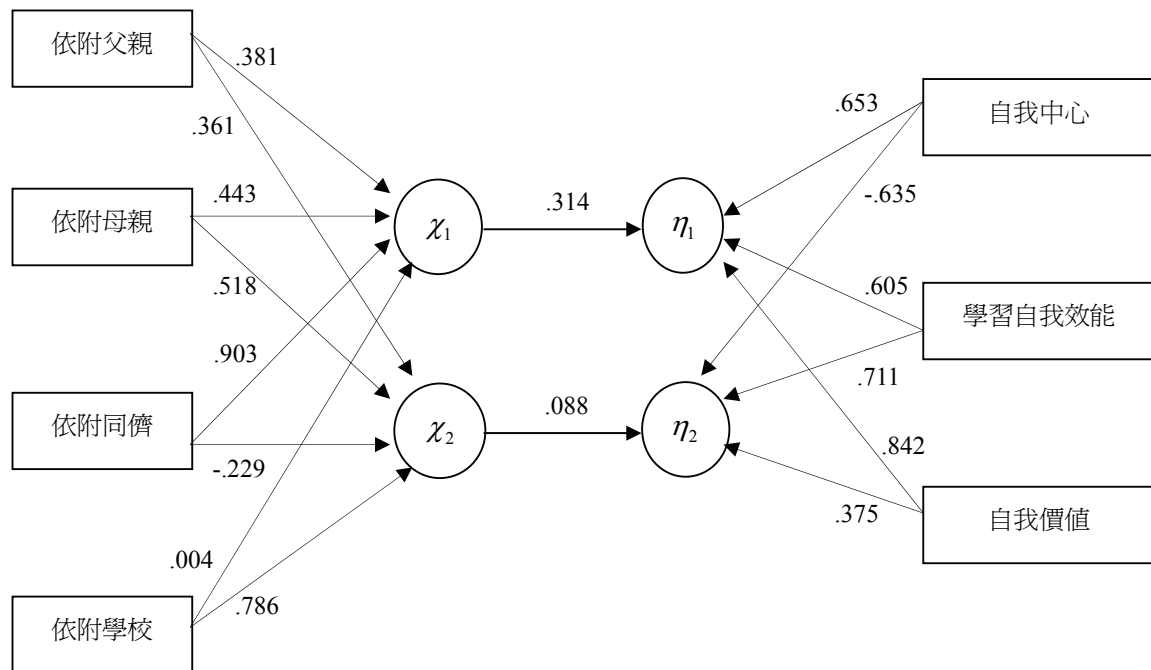 依附父親
.381
.361
依附母親
.443
.518
依附同儕
.903
-.229
依附學校
.004
.786
χ1
.314
η1
χ2
.088
η2
自我中心
.653
-.635
學習自我效能
.605
.711
自我價值
.842
.375